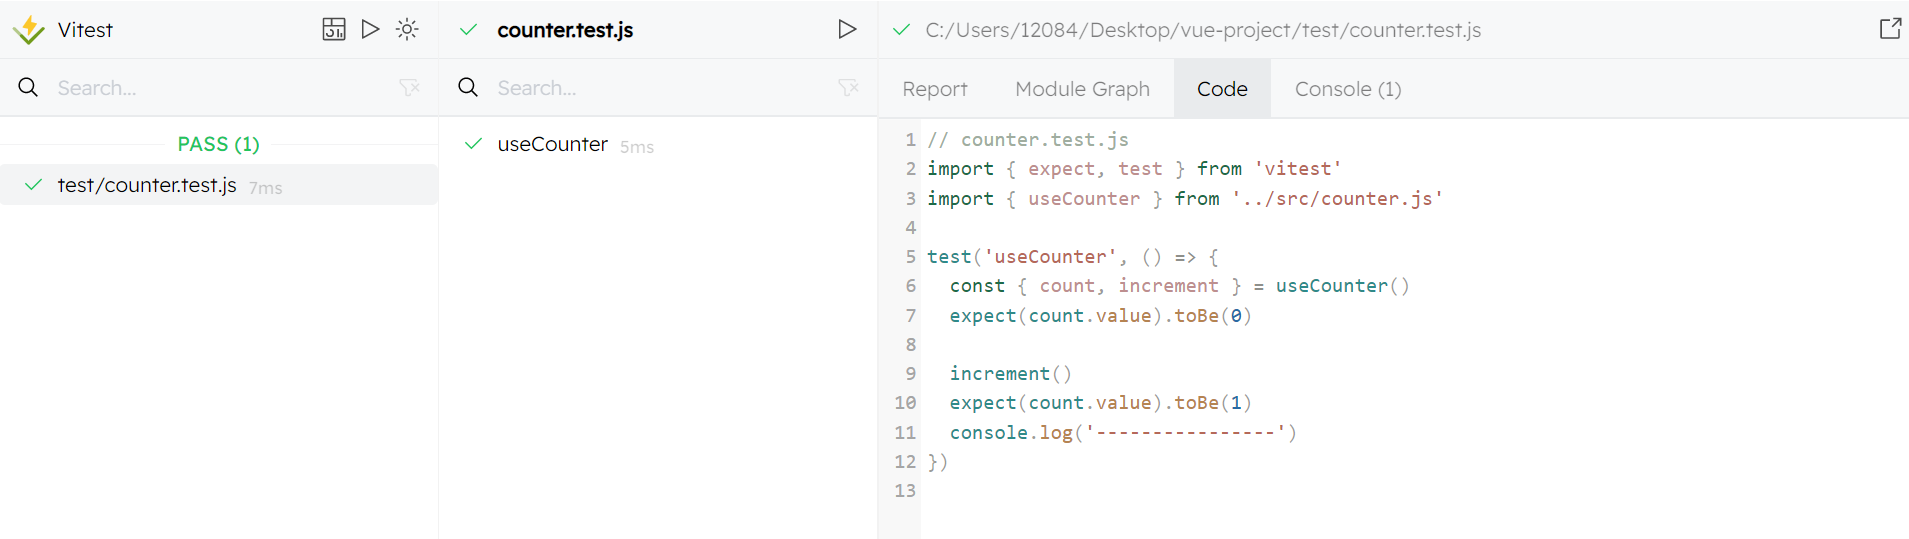 Vitest
Search...
PASS (1)
test/counter.test.js 7ms
counter.test.js
Search...
useCounter 5ms
C:/Users/12084/Desktop/vue-project/test/counter.test.js
Report Module Graph Code Console (1)
1 // counter.test.js
2 import { expect, test } from 'vitest'
3 import { useCounter } from '../src/counter.js'
4
5 test('useCounter', () => {
6   const { count, increment } = useCounter()
7   expect(count.value).toBe(0)
8
9   increment()
10   expect(count.value).toBe(1)
11   console.log('----------------')
12 })
13